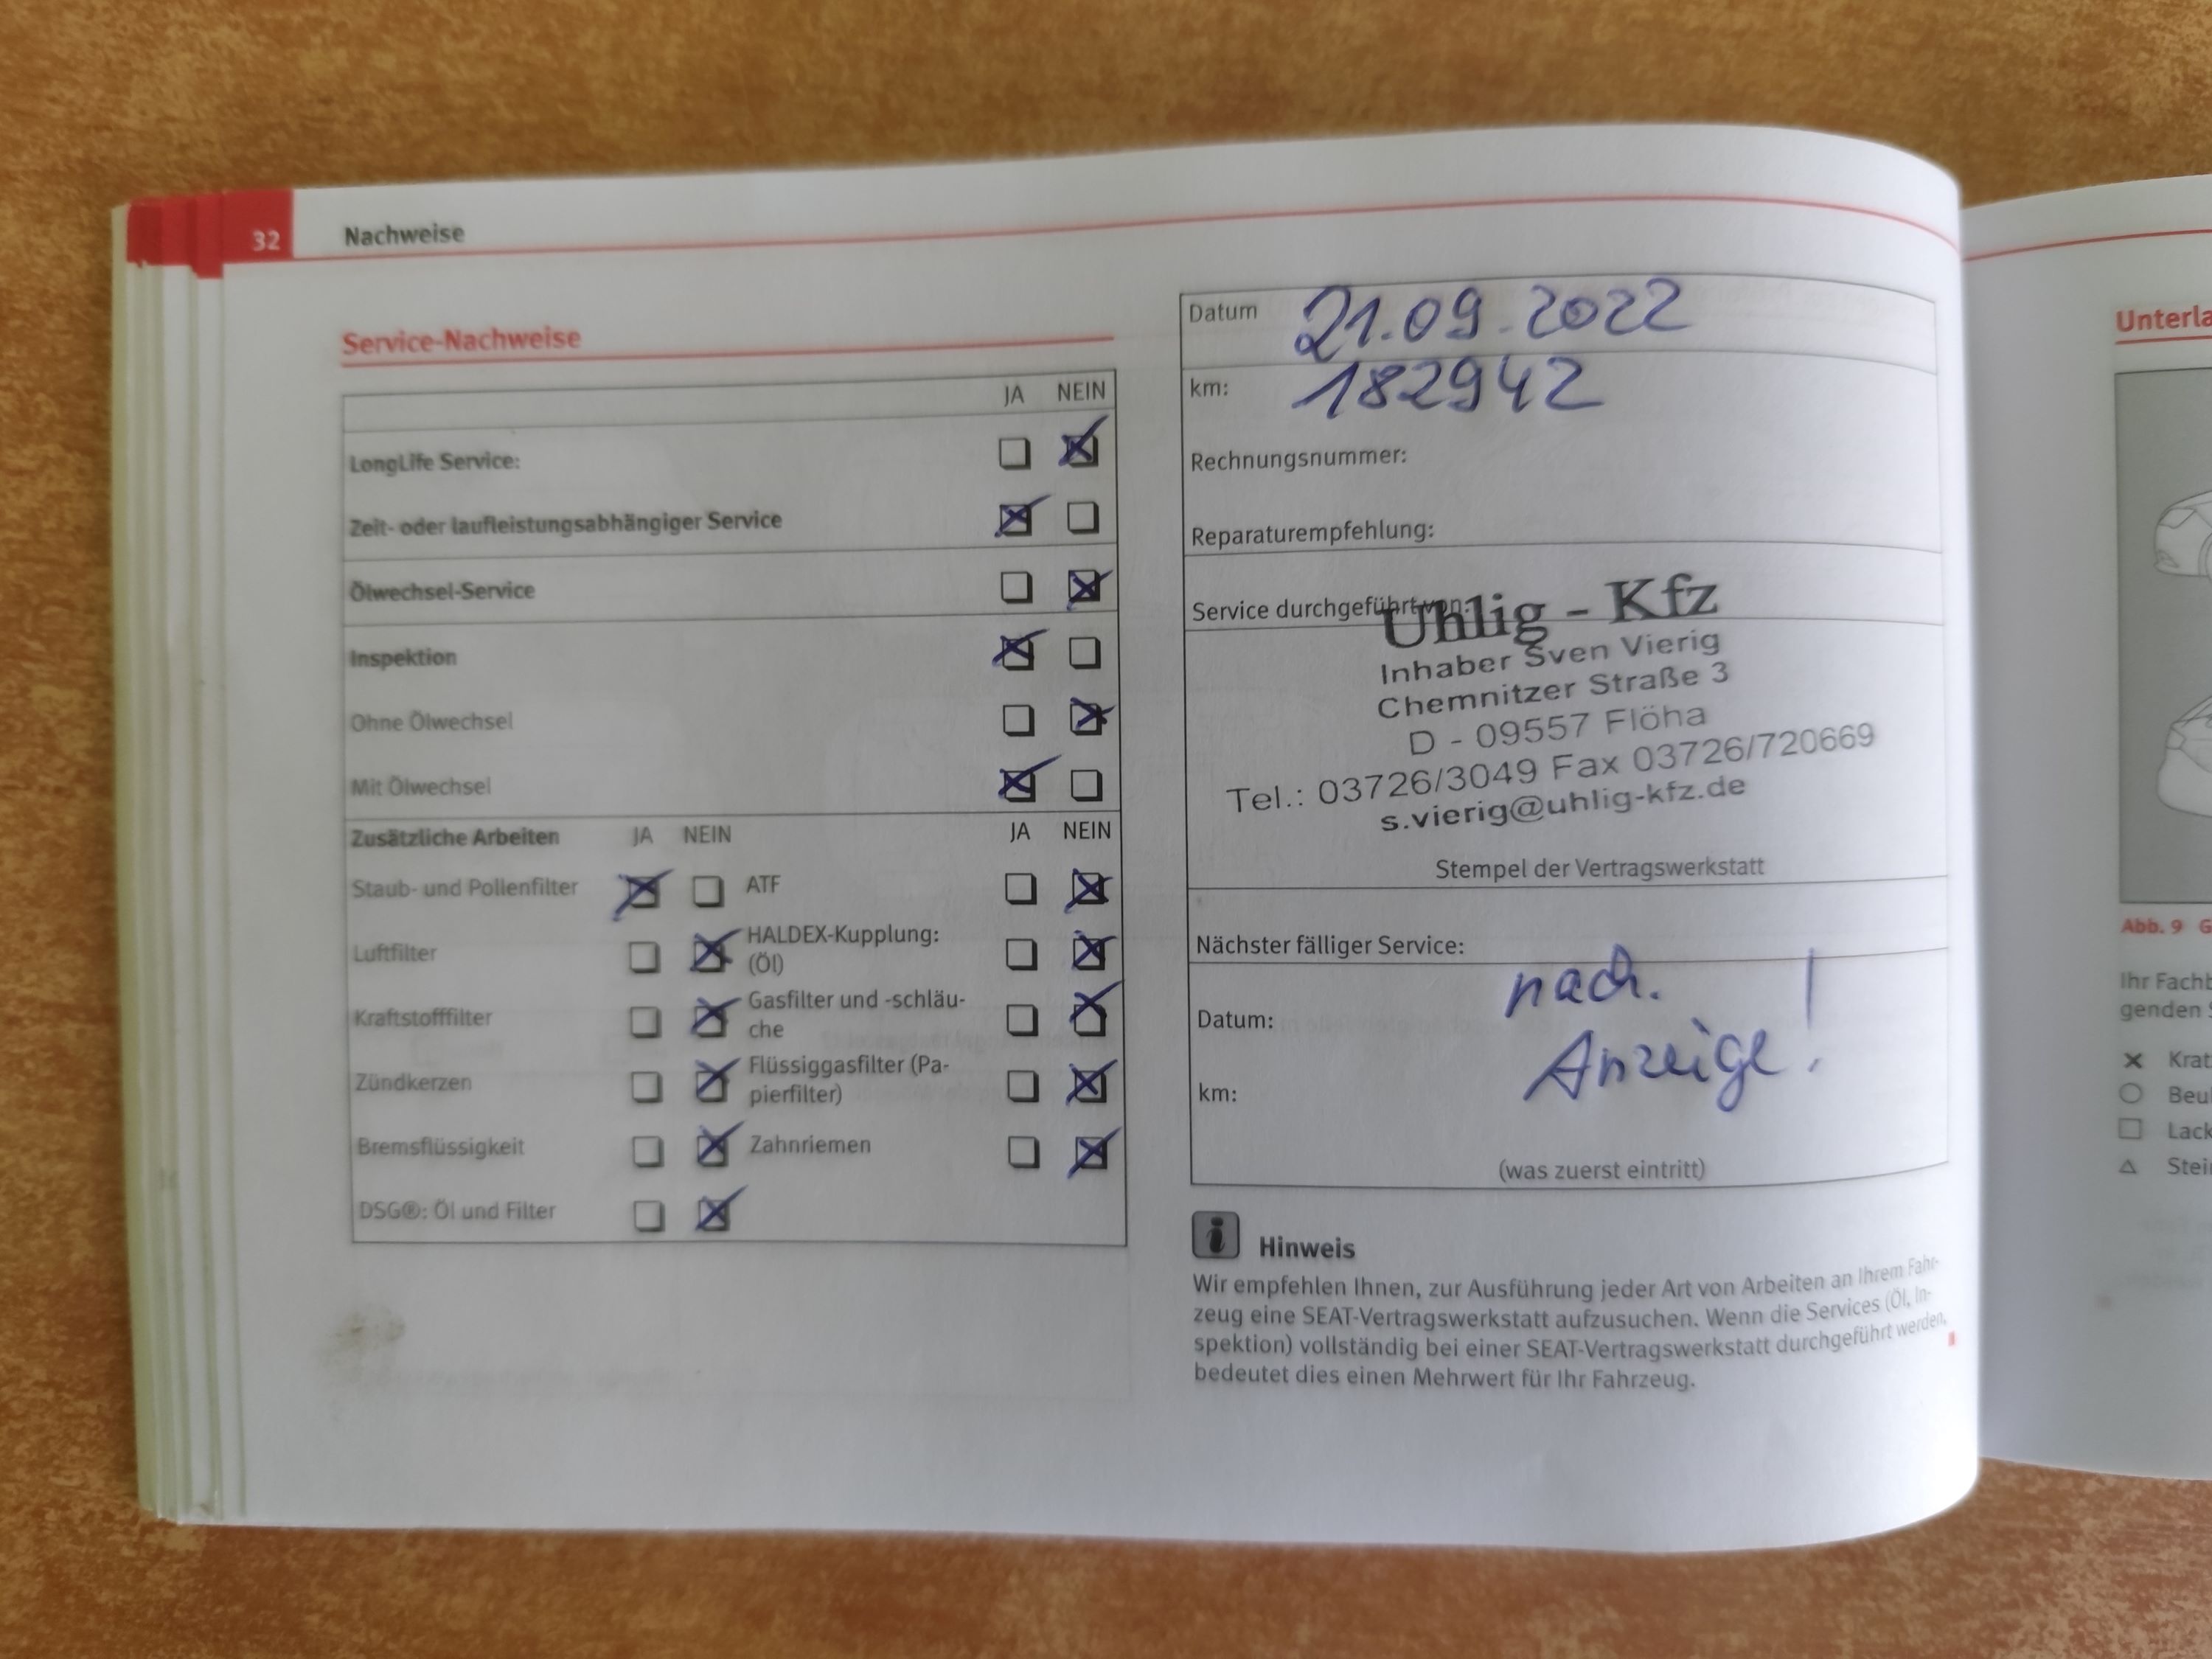 32 Nachweise
Service-Nachweise
JA NEIN
LongLife Service: ❏ ☒
Zeit- oder laufleistungsabhängiger Service ☒ ❏
Ölwechsel-Service ❏ ☒
Inspektion ☒ ❏
Ohne Ölwechsel ❏ ☒
Mit Ölwechsel ☒ ❏
Zusätzliche Arbeiten JA NEIN JA NEIN
Staub- und Pollenfilter ☒ ❏ ATF ❏ ☒
Luftfilter ❏ ☒ HALDEX-Kupplung:
(Öl) ❏ ☒
Kraftstofffilter ❏ ☒ Gasfilter und -schläu-
che ❏ ☒
Zündkerzen ❏ ☒ Flüssiggasfilter (Pa-
pierfilter) ❏ ☒
Bremsflüssigkeit ❏ ☒ Zahnriemen ❏ ☒
DSG®: Öl und Filter ❏ ☒
Datum 21.09.2022
km: 182942
Rechnungsnummer:
Reparaturempfehlung:
Service durchgeführt von:
Uhlig - Kfz
Inhaber Sven Vierig
Chemnitzer Straße 3
D - 09557 Flöha
Tel.: 03726/3049 Fax 03726/720669
s.vierig@uhlig-kfz.de
Stempel der Vertragswerkstatt
Nächster fälliger Service:
nach.
Datum:
Anzeige!
km:
(was zuerst eintritt)
Hinweis
Wir empfehlen Ihnen, zur Ausführung jeder Art von Arbeiten an Ihrem Fahr-
zeug eine SEAT-Vertragswerkstatt aufzusuchen. Wenn die Services (Öl, In-
spektion) vollständig bei einer SEAT-Vertragswerkstatt durchgeführt werden,
bedeutet dies einen Mehrwert für Ihr Fahrzeug.
Unterla
Abb. 9 G
Ihr Fachb
genden S
Krat
Beul
Lack
Stei